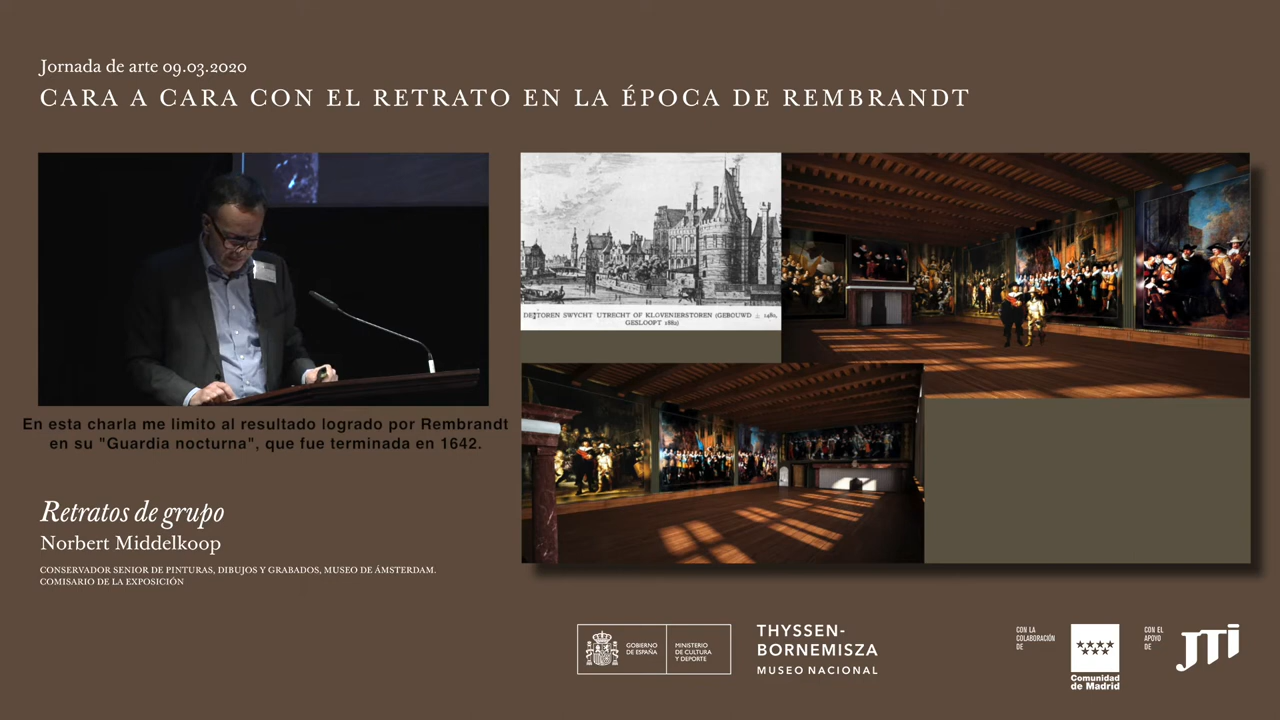 Jornada de arte 09.03.2020
CARA A CARA CON EL RETRATO EN LA ÉPOCA DE REMBRANDT
DE TOREN SWYCHT UTRECHT OF KLOVENIERSTOREN (GEBOUWD ± 1480,
GESLOOPT 1882)
En esta charla me limito al resultado logrado por Rembrandt
en su "Guardia nocturna", que fue terminada en 1642.
Retratos de grupo
Norbert Middelkoop
CONSERVADOR SENIOR DE PINTURAS, DIBUJOS Y GRABADOS, MUSEO DE ÁMSTERDAM.
COMISARIO DE LA EXPOSICIÓN
GOBIERNO
DE ESPAÑA
MINISTERIO
DE CULTURA
Y DEPORTE
THYSSEN-
BORNEMISZA
MUSEO NACIONAL
CON LA
COLABORACIÓN
DE
Comunidad
de Madrid
CON EL
APOYO
DE
JTi